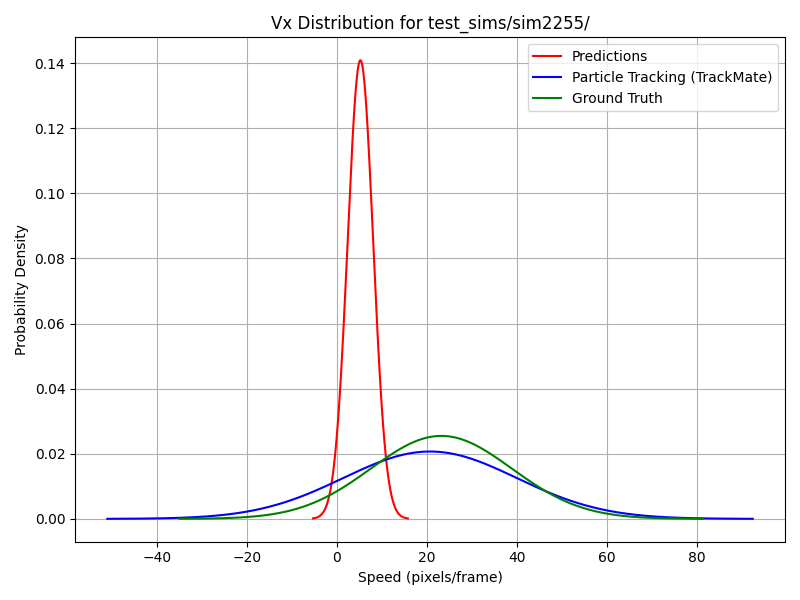 Vx Distribution for test_sims/sim2255/
Predictions
Particle Tracking (TrackMate)
Ground Truth
Probability Density
0.14
0.12
0.10
0.08
0.06
0.04
0.02
0.00
−40
−20
0
20
40
60
80
Speed (pixels/frame)